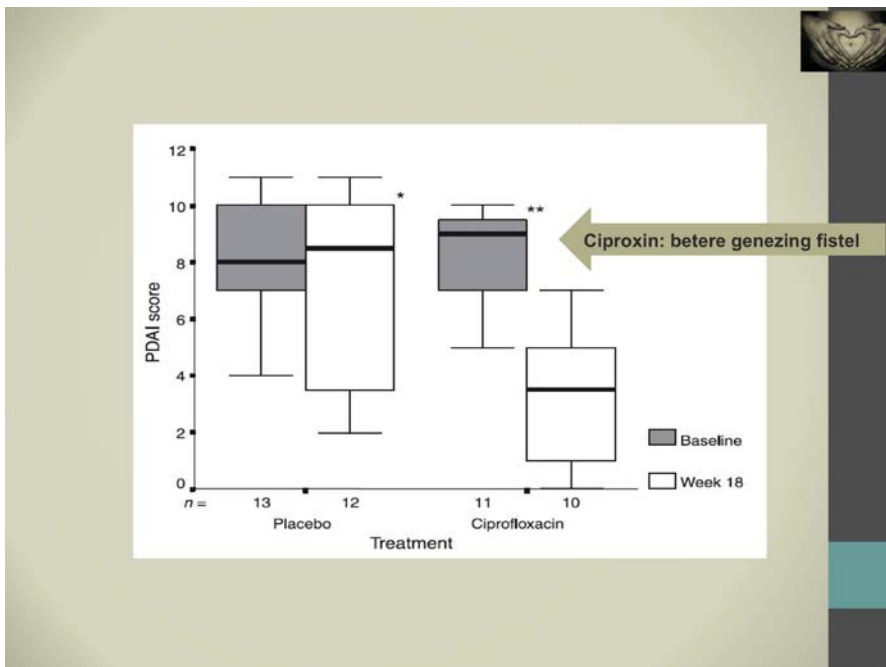 12
10
8
6
4
2
0
PDAI score
*
**
Ciproxin: betere genezing fistel
Baseline
Week 18
n = 13 12 11 10
Placebo Ciprofloxacin
Treatment